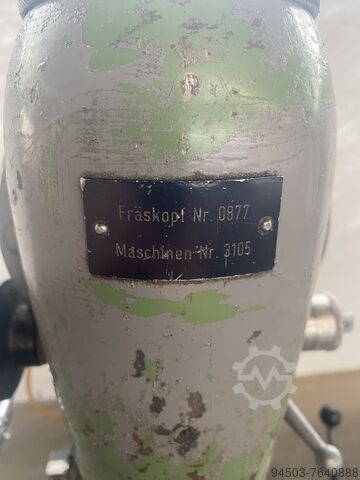 Fräskopf Nr. 0877
Maschinen Nr. 3105
94503-7640888